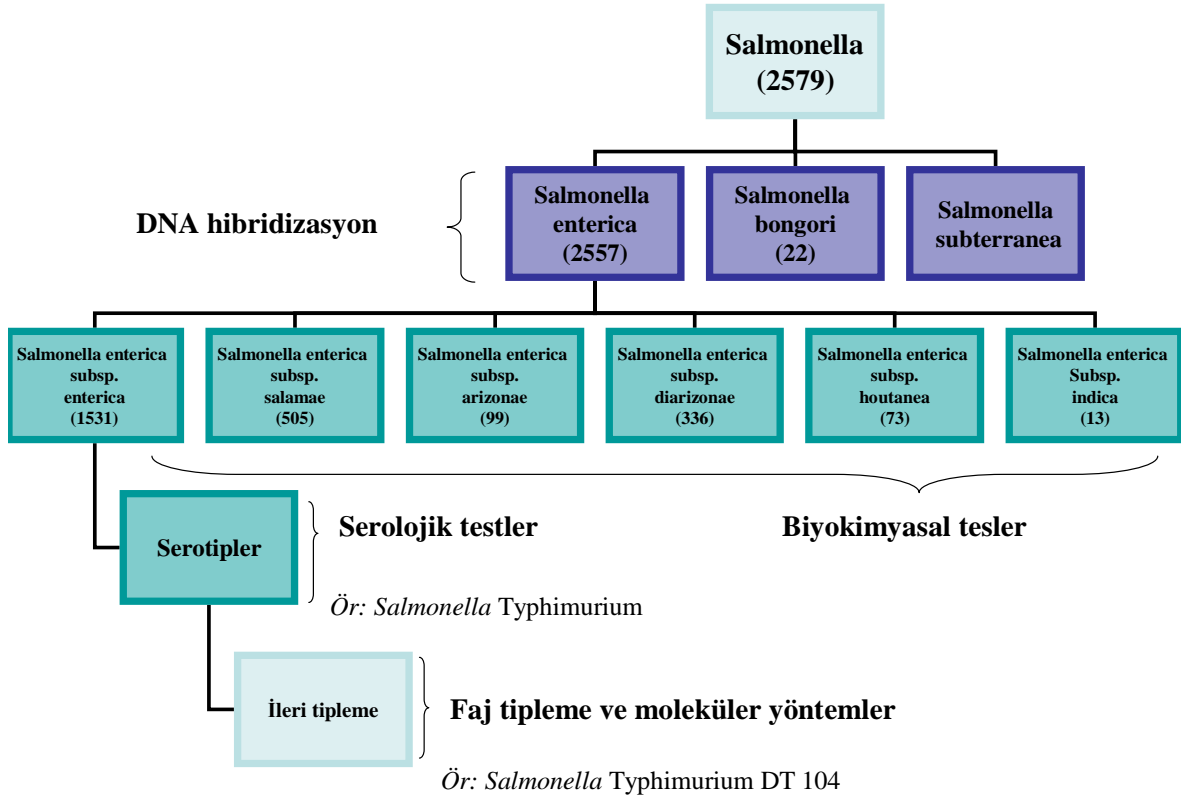 Salmonella
(2579)
DNA hibridizasyon
Salmonella
enterica
(2557)
Salmonella
bongori
(22)
Salmonella
subterranea
Salmonella enterica
subsp.
enterica
(1531)
Salmonella enterica
subsp.
salamae
(505)
Salmonella enterica
subsp.
arizonae
(99)
Salmonella enterica
subsp.
diarizonae
(336)
Salmonella enterica
subsp.
houtanea
(73)
Salmonella enterica
Subsp.
indica
(13)
Serotipler
Serolojik testler
Biyokimyasal tesler
Ör: Salmonella Typhimurium
İleri tipleme
Faj tipleme ve moleküler yöntemler
Ör: Salmonella Typhimurium DT 104